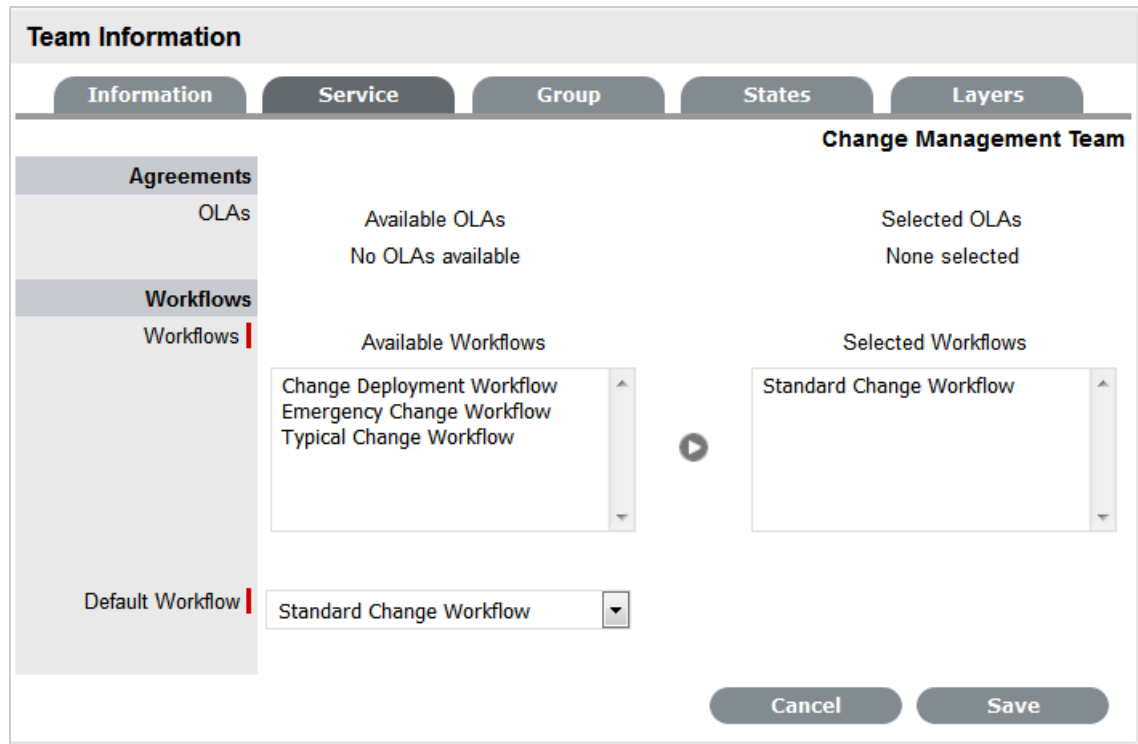 Team Information
Information Service Group States Layers
Change Management Team
Agreements
OLAs Available OLAs Selected OLAs
No OLAs available None selected
Workflows
Workflows Available Workflows Selected Workflows
Change Deployment Workflow Standard Change Workflow
Emergency Change Workflow
Typical Change Workflow
Default Workflow Standard Change Workflow
Cancel Save